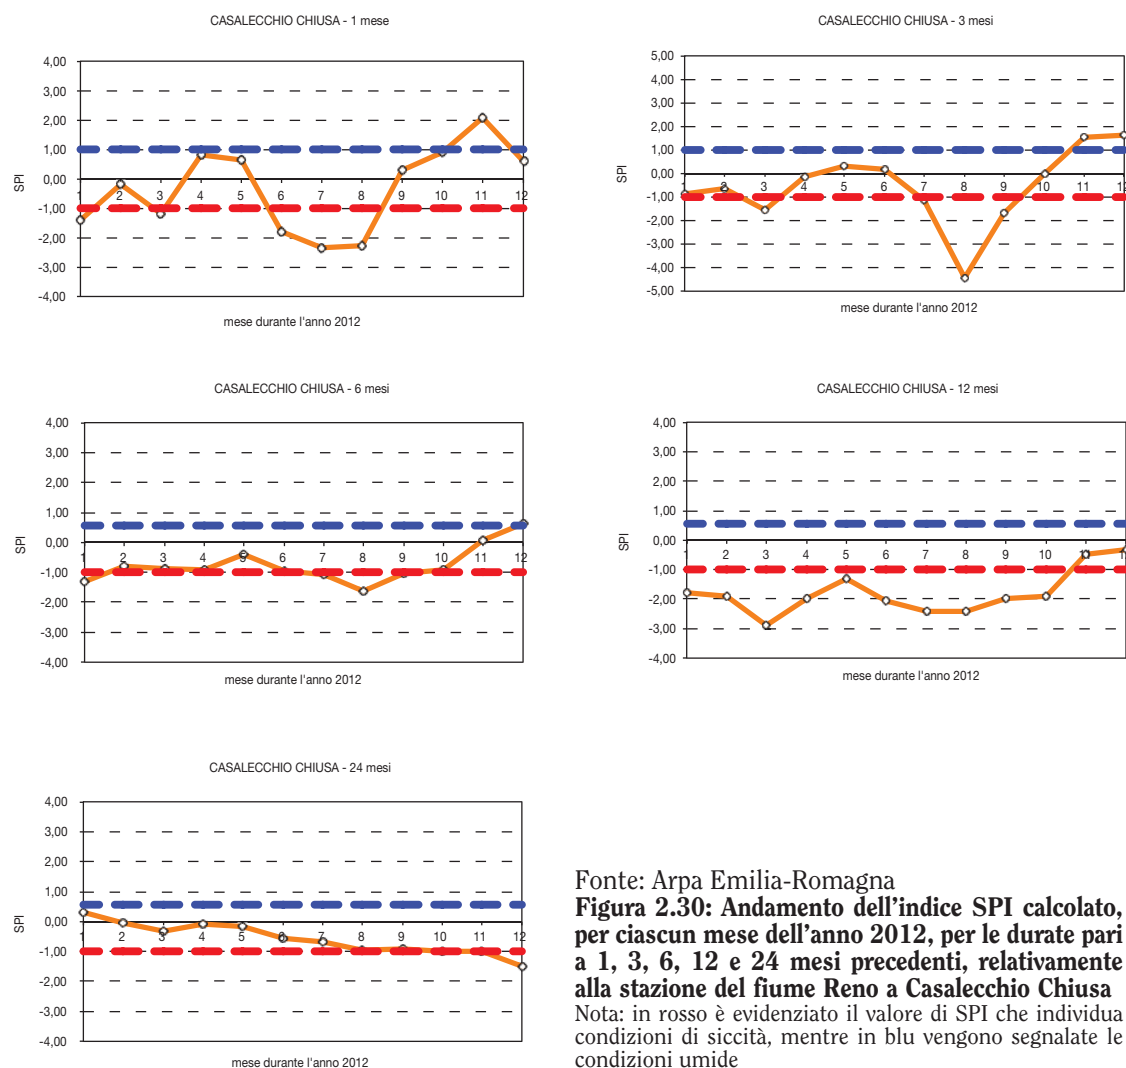 CASALECCHIO CHIUSA - 1 mese
4,00
3,00
2,00
1,00
0,00
-1,00
-2,00
-3,00
-4,00
SPI
1 2 3 4 5 6 7 8 9 10 11 12
mese durante l'anno 2012
CASALECCHIO CHIUSA - 3 mesi
5,00
4,00
3,00
2,00
1,00
0,00
-1,00
-2,00
-3,00
-4,00
-5,00
SPI
1 2 3 4 5 6 7 8 9 10 11 12
mese durante l'anno 2012
CASALECCHIO CHIUSA - 6 mesi
4,00
3,00
2,00
1,00
0,00
-1,00
-2,00
-3,00
-4,00
SPI
1 2 3 4 5 6 7 8 9 10 11 12
mese durante l'anno 2012
CASALECCHIO CHIUSA - 12 mesi
4,00
3,00
2,00
1,00
0,00
-1,00
-2,00
-3,00
-4,00
SPI
1 2 3 4 5 6 7 8 9 10 11 1
mese durante l'anno 2012
CASALECCHIO CHIUSA - 24 mesi
4,00
3,00
2,00
1,00
0,00
-1,00
-2,00
-3,00
-4,00
SPI
1 2 3 4 5 6 7 8 9 10 11 12
mese durante l'anno 2012
Fonte: Arpa Emilia-Romagna
Figura 2.30: Andamento dell'indice SPI calcolato,
per ciascun mese dell'anno 2012, per le durate pari
a 1, 3, 6, 12 e 24 mesi precedenti, relativamente
alla stazione del fiume Reno a Casalecchio Chiusa
Nota: in rosso è evidenziato il valore di SPI che individua
condizioni di siccità, mentre in blu vengono segnalate le
condizioni umide